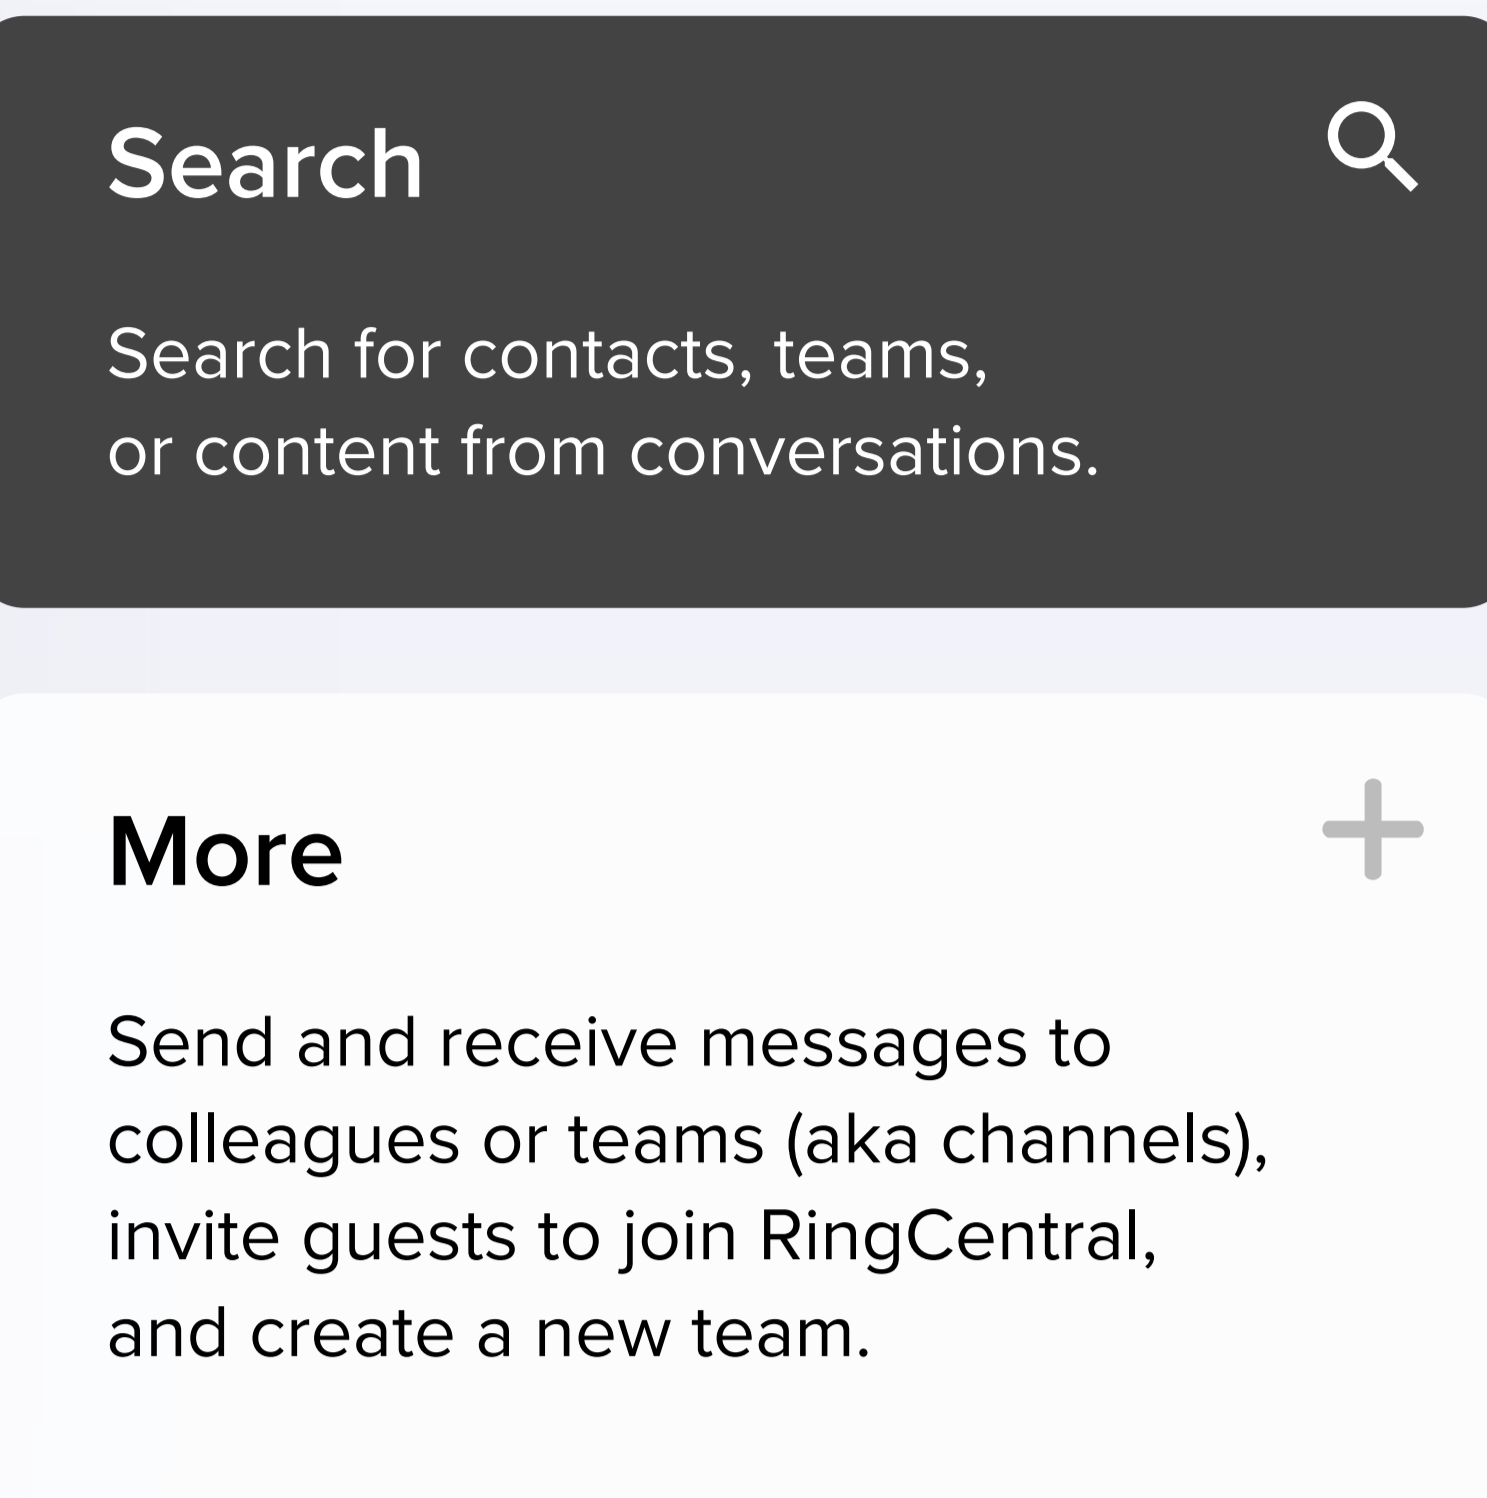 Search
Search for contacts, teams,
or content from conversations.
More
Send and receive messages to
colleagues or teams (aka channels),
invite guests to join RingCentral,
and create a new team.